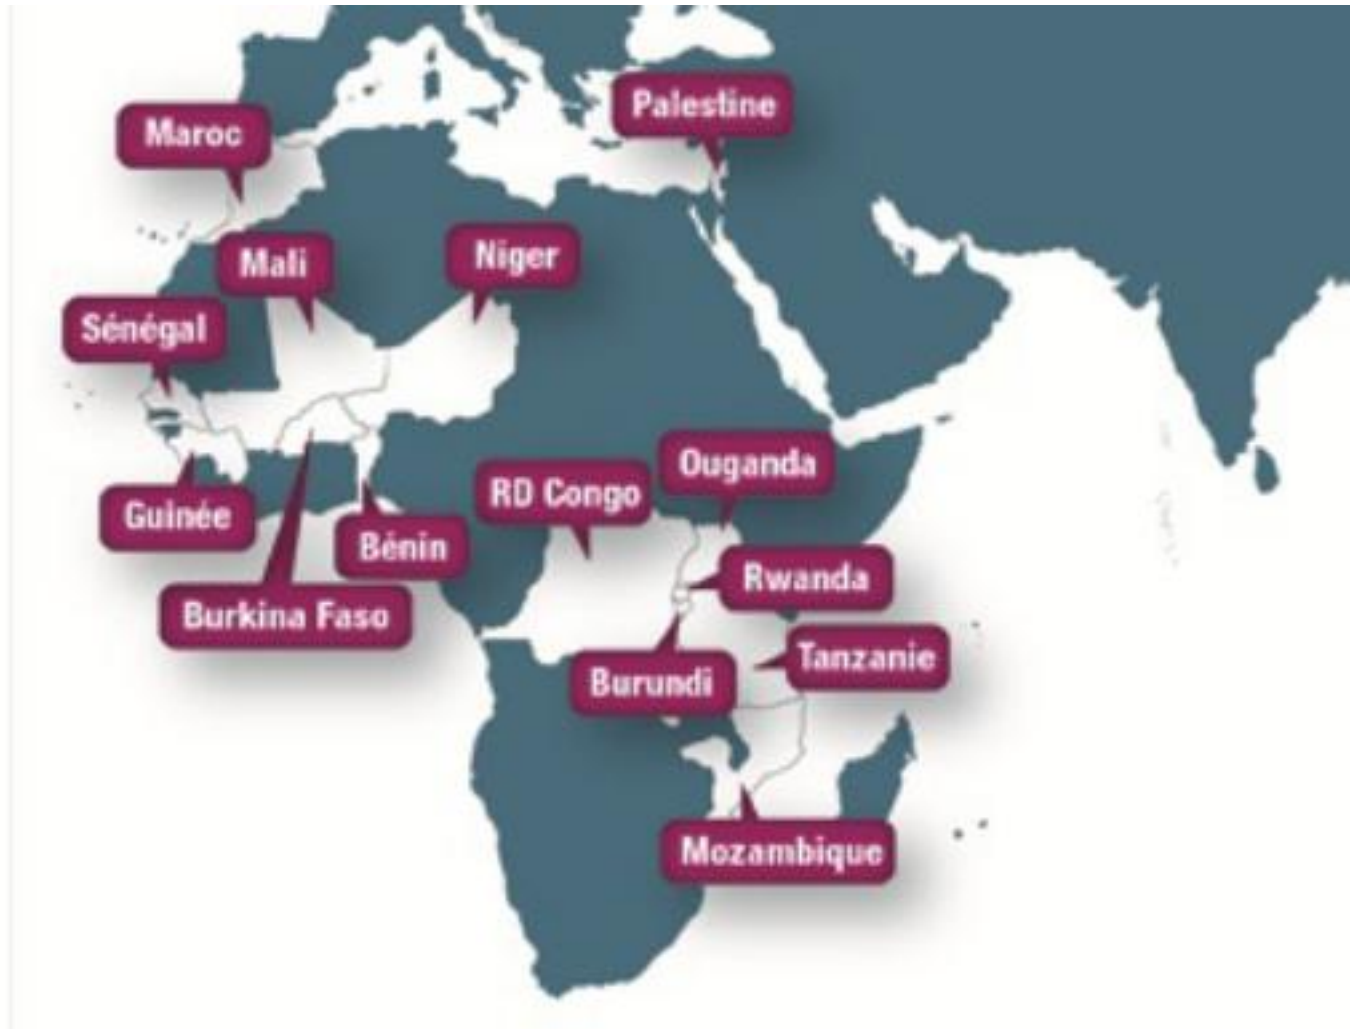 Palestine
Maroc
Mali
Niger
Sénégal
Ouganda
RD Congo
Guinée
Bénin
Rwanda
Burkina Faso
Tanzanie
Burundi
Mozambique